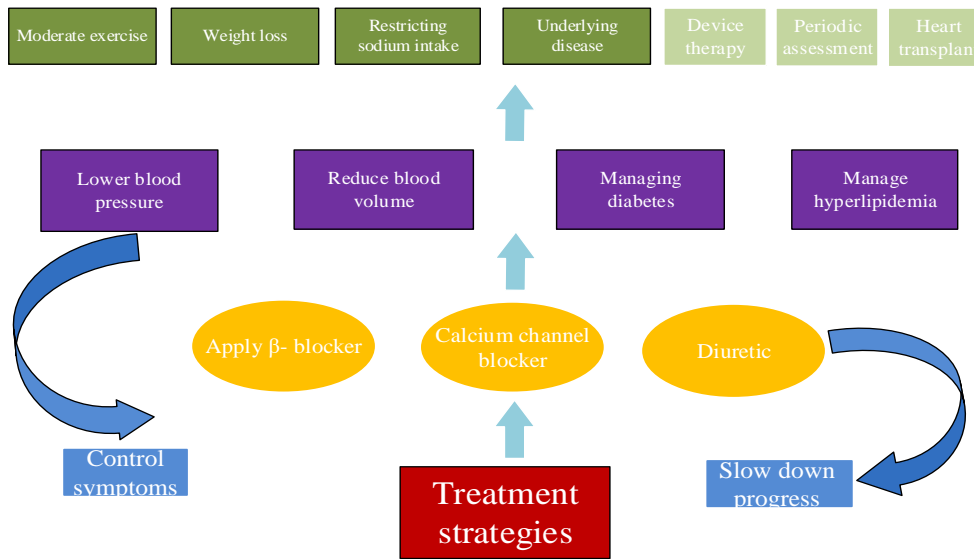 Moderate exercise
Weight loss
Restricting
sodium intake
Underlying
disease
Device
therapy
Periodic
assessment
Heart
transplan
Lower blood
pressure
Reduce blood
volume
Managing
diabetes
Manage
hyperlipidemia
Apply β- blocker
Calcium channel
blocker
Diuretic
Control
symptoms
Treatment
strategies
Slow down
progress